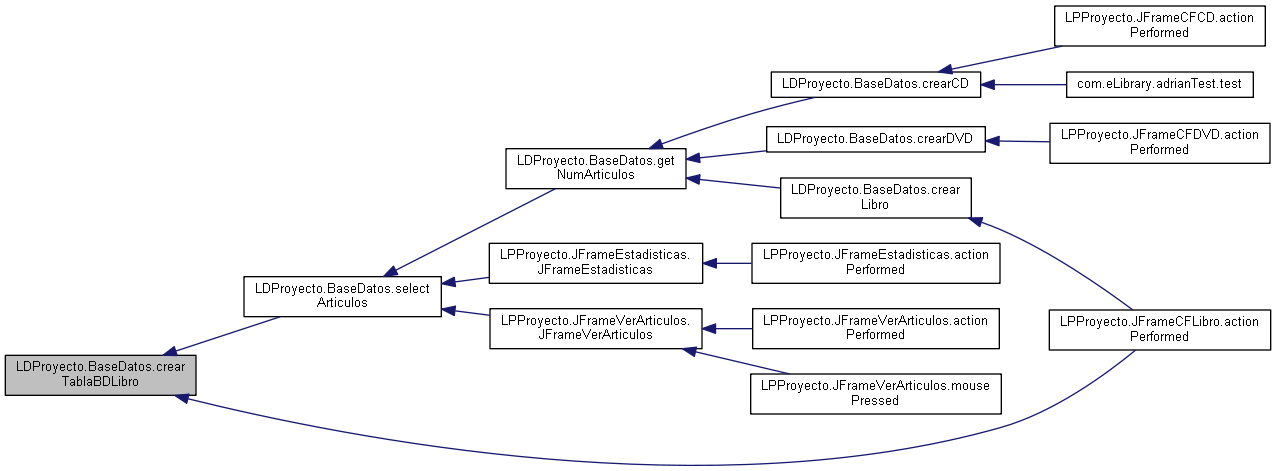 LPProyecto.JFrameCFCD.action
Performed
LDProyecto.BaseDatos.crearCD
com.eLibrary.adrianTest.test
LDProyecto.BaseDatos.crearDVD
LPProyecto.JFrameCFDVD.action
Performed
LDProyecto.BaseDatos.get
NumArticulos
LDProyecto.BaseDatos.crear
Libro
LPProyecto.JFrameEstadisticas.
JFrameEstadisticas
LPProyecto.JFrameEstadisticas.action
Performed
LDProyecto.BaseDatos.select
Articulos
LPProyecto.JFrameVerArticulos.
JFrameVerArticulos
LPProyecto.JFrameVerArticulos.action
Performed
LPProyecto.JFrameCFLibro.action
Performed
LDProyecto.BaseDatos.crear
TablaBDLibro
LPProyecto.JFrameVerArticulos.mouse
Pressed